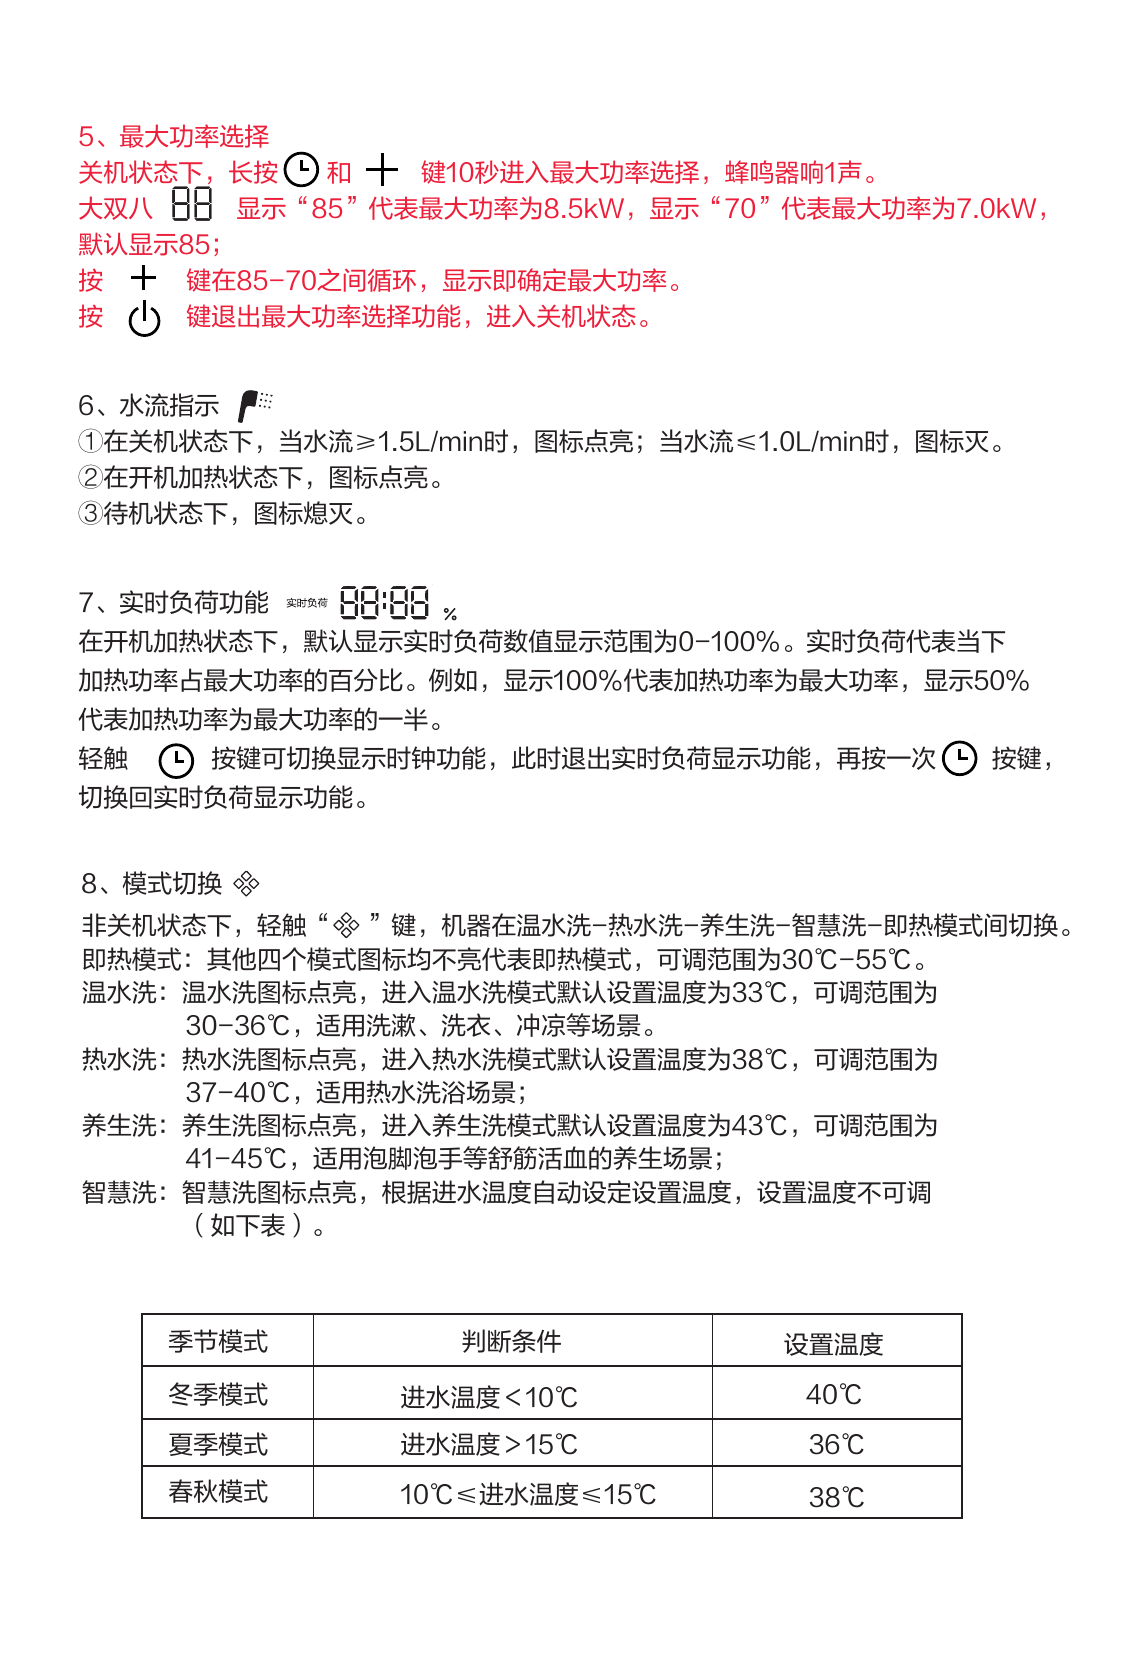 5、最大功率选择
关机状态下，长按 和 + 键10秒进入最大功率选择，蜂鸣器响1声。
大双八 88 显示“85”代表最大功率为8.5kW，显示“70”代表最大功率为7.0kW，
默认显示85；
按 + 键在85-70之间循环，显示即确定最大功率。
按 键退出最大功率选择功能，进入关机状态。
6、水流指示
①在关机状态下，当水流≥1.5L/min时，图标点亮；当水流≤1.0L/min时，图标灭。
②在开机加热状态下，图标点亮。
③待机状态下，图标熄灭。
7、实时负荷功能 实时负荷 88:88 %
在开机加热状态下，默认显示实时负荷数值显示范围为0-100%。实时负荷代表当下
加热功率占最大功率的百分比。例如，显示100%代表加热功率为最大功率，显示50%
代表加热功率为最大功率的一半。
轻触 按键可切换显示时钟功能，此时退出实时负荷显示功能，再按一次 按键，
切换回实时负荷显示功能。
8、模式切换
非关机状态下，轻触“ ”键，机器在温水洗-热水洗-养生洗-智慧洗-即热模式间切换。
即热模式：其他四个模式图标均不亮代表即热模式，可调范围为30℃-55℃。
温水洗：温水洗图标点亮，进入温水洗模式默认设置温度为33℃，可调范围为
30-36℃，适用洗漱、洗衣、冲凉等场景。
热水洗：热水洗图标点亮，进入热水洗模式默认设置温度为38℃，可调范围为
37-40℃，适用热水洗浴场景；
养生洗：养生洗图标点亮，进入养生洗模式默认设置温度为43℃，可调范围为
41-45℃，适用泡脚泡手等舒筋活血的养生场景；
智慧洗：智慧洗图标点亮，根据进水温度自动设定设置温度，设置温度不可调
（如下表）。
季节模式 判断条件 设置温度
冬季模式 进水温度<10℃ 40℃
夏季模式 进水温度>15℃ 36℃
春秋模式 10℃≤进水温度≤15℃ 38℃